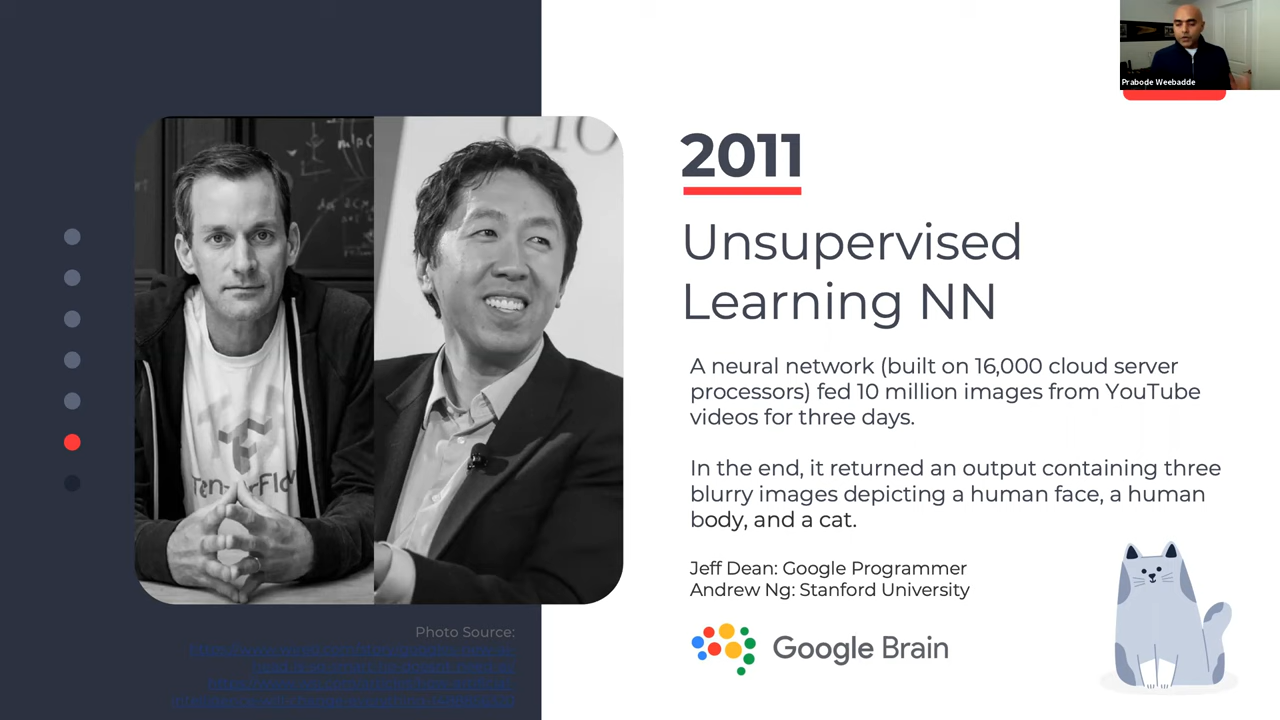 Prabode Weebadde
2011
Unsupervised
Learning NN
A neural network (built on 16,000 cloud server
processors) fed 10 million images from YouTube
videos for three days.
In the end, it returned an output containing three
blurry images depicting a human face, a human
body, and a cat.
Jeff Dean: Google Programmer
Andrew Ng: Stanford University
Google Brain
Photo Source: